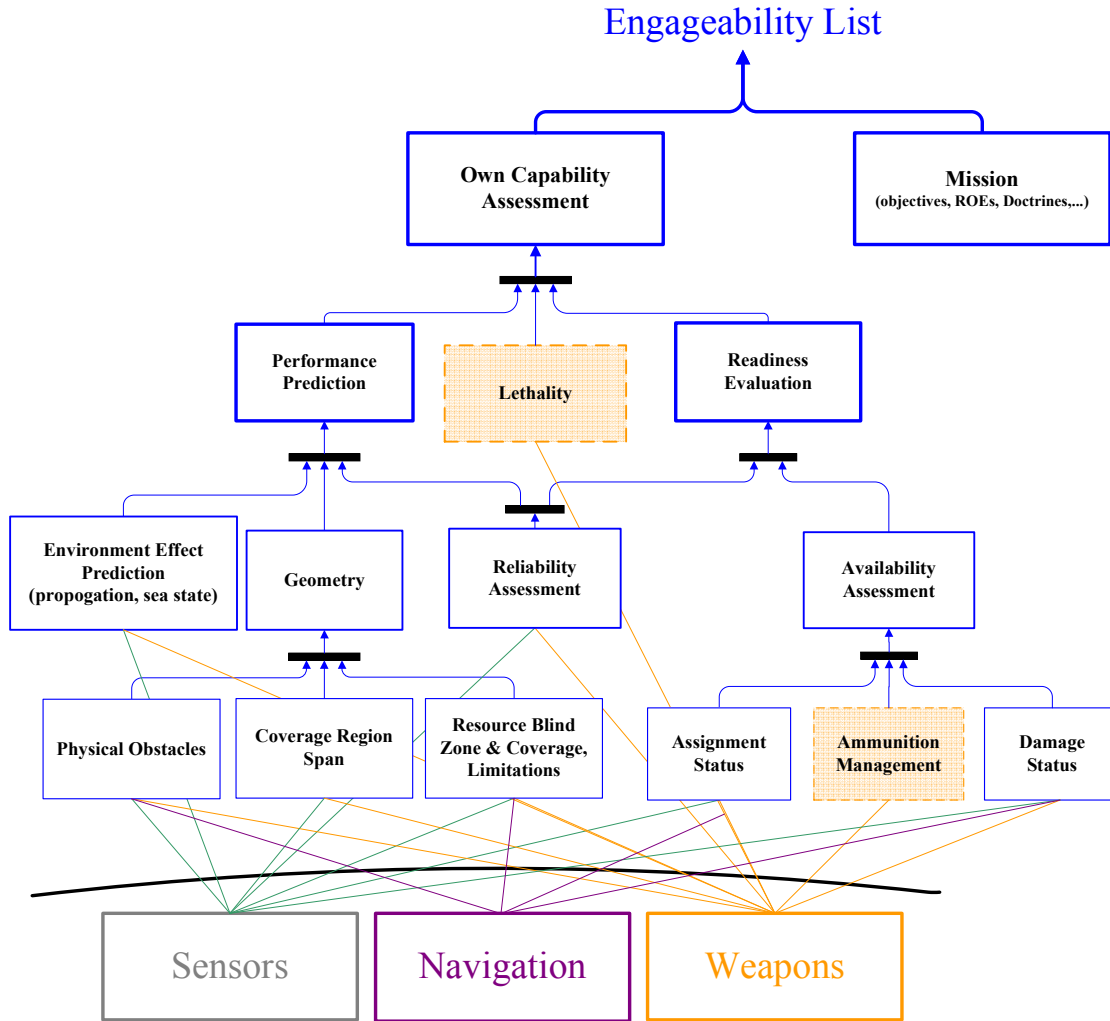 Engageability List
Own Capability
Assessment
Mission
(objectives, ROEs, Doctrines,...)
Performance
Prediction
Lethality
Readiness
Evaluation
Environment Effect
Prediction
(propogation, sea state)
Geometry
Reliability
Assessment
Availability
Assessment
Physical Obstacles
Coverage Region
Span
Resource Blind
Zone & Coverage,
Limitations
Assignment
Status
Ammunition
Management
Damage
Status
Sensors
Navigation
Weapons